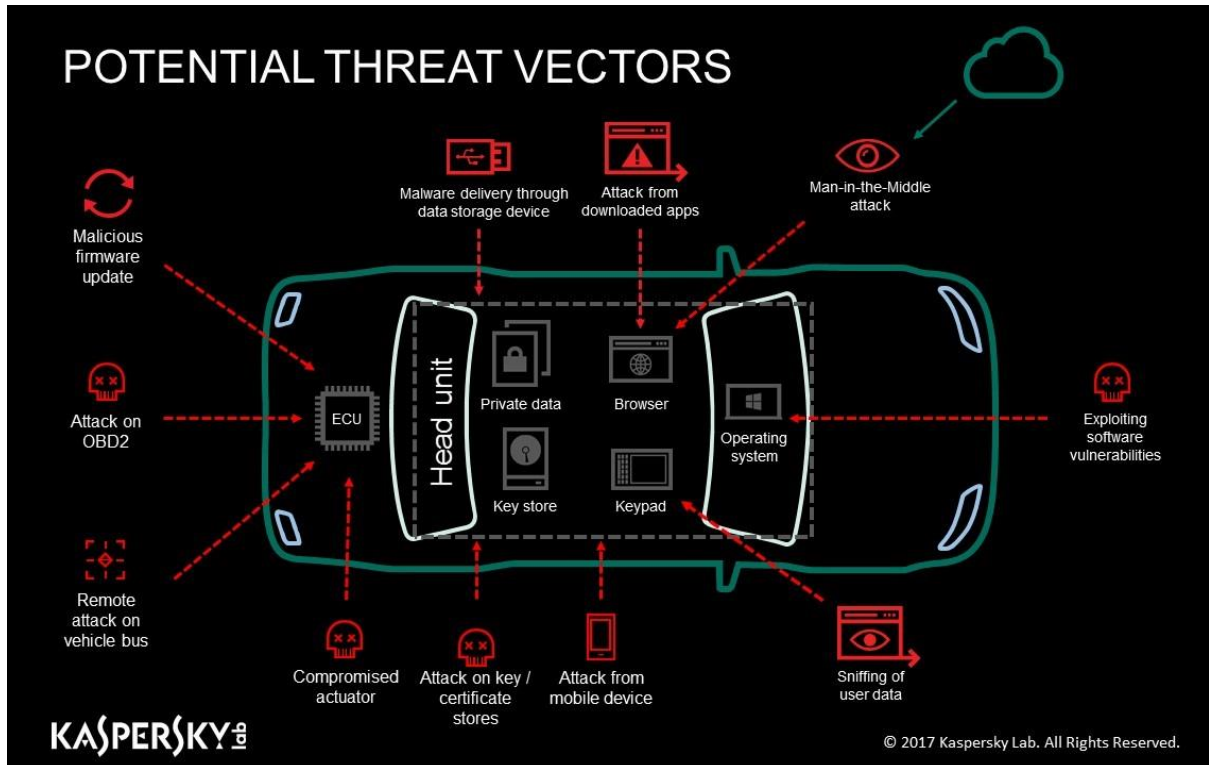 POTENTIAL THREAT VECTORS
Malicious
firmware
update
Malware delivery through
data storage device
Attack from
downloaded apps
Man-in-the-Middle
attack
Attack on
OBD2
ECU
Head unit
Private data
Browser
Operating
system
Key store
Keypad
Exploiting
software
vulnerabilities
Remote
attack on
vehicle bus
Compromised
actuator
Attack on key /
certificate
stores
Attack from
mobile device
Sniffing of
user data
KASPERSKY lab
© 2017 Kaspersky Lab. All Rights Reserved.